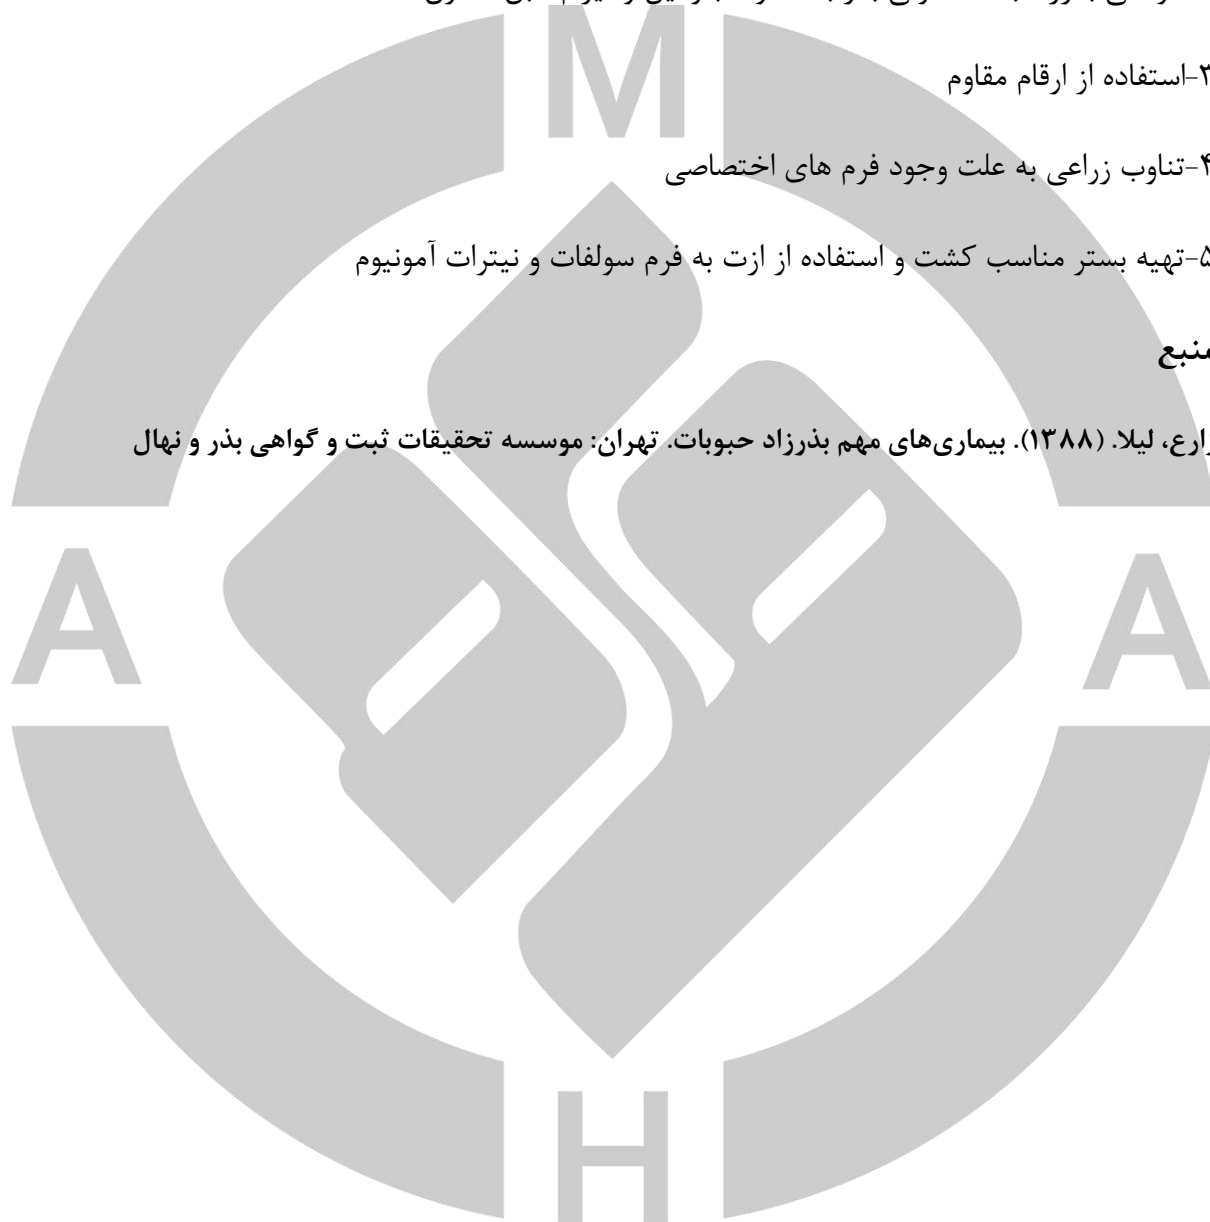 ۳-استفاده از ارقام مقاوم
۴-تناوب زراعی به علت وجود فرم های اختصاصی
۵-تهیه بستر مناسب کشت و استفاده از ازت به فرم سولفات و نیترات آمونیوم
منبع
زارع، لیلا. (۱۳۸۸). بیماری‌های مهم بذرزاد حبوبات. تهران: موسسه تحقیقات ثبت و گواهی بذر و نهال
M
A
A
H